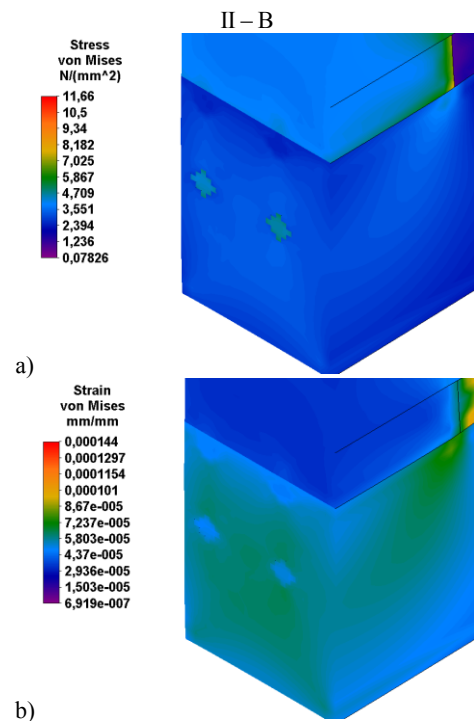 II – B
Stress
von Mises
N/(mm^2)
11,66
10,5
9,34
8,182
7,025
5,867
4,709
3,551
2,394
1,236
0,07826
a)
Strain
von Mises
mm/mm
0,000144
0,0001297
0,0001154
0,000101
8,67e-005
7,237e-005
5,803e-005
4,37e-005
2,936e-005
1,503e-005
6,919e-007
b)